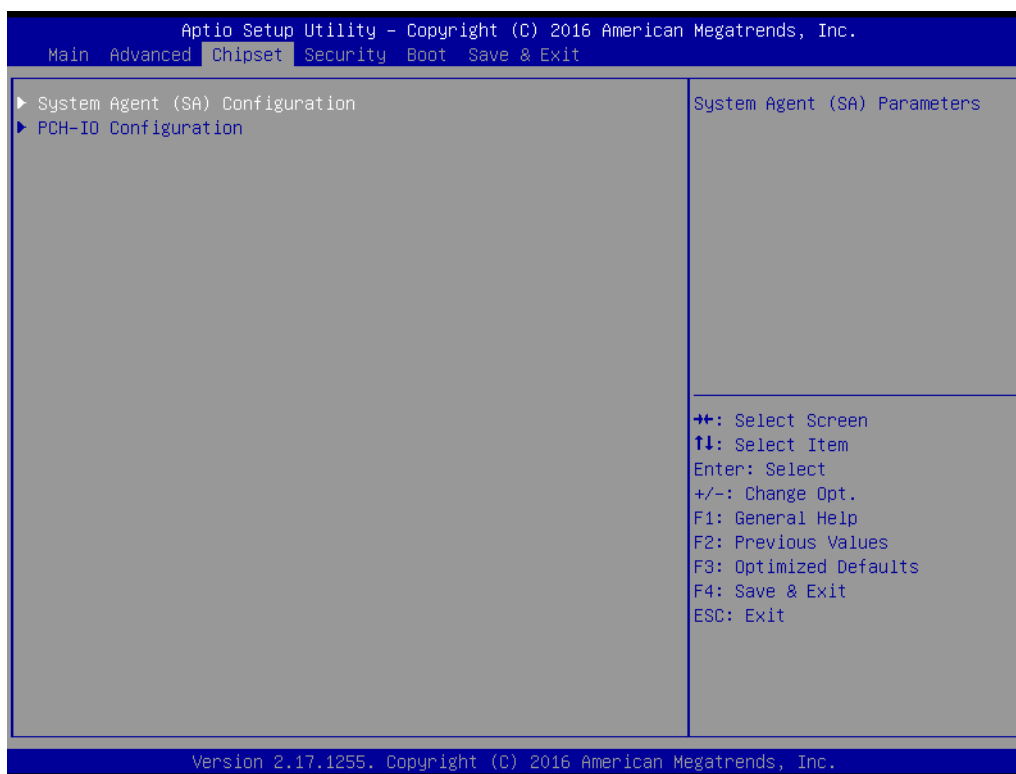 Aptio Setup Utility – Copyright (C) 2016 American Megatrends, Inc.
Main Advanced Chipset Security Boot Save & Exit
▶ System Agent (SA) Configuration
▶ PCH-IO Configuration
System Agent (SA) Parameters
→←: Select Screen
↑↓: Select Item
Enter: Select
+/-: Change Opt.
F1: General Help
F2: Previous Values
F3: Optimized Defaults
F4: Save & Exit
ESC: Exit
Version 2.17.1255. Copyright (C) 2016 American Megatrends, Inc.